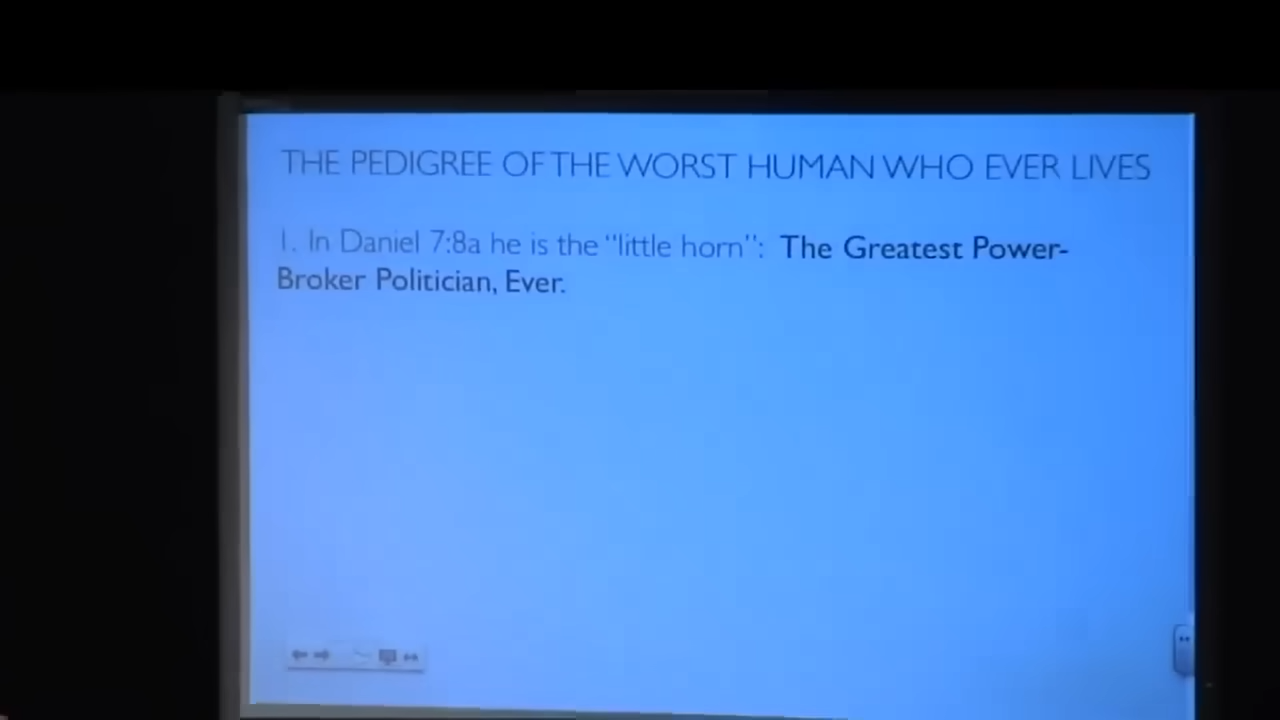 THE PEDIGREE OF THE WORST HUMAN WHO EVER LIVES
1. In Daniel 7:8a he is the "little horn": The Greatest Power-
Broker Politician, Ever.